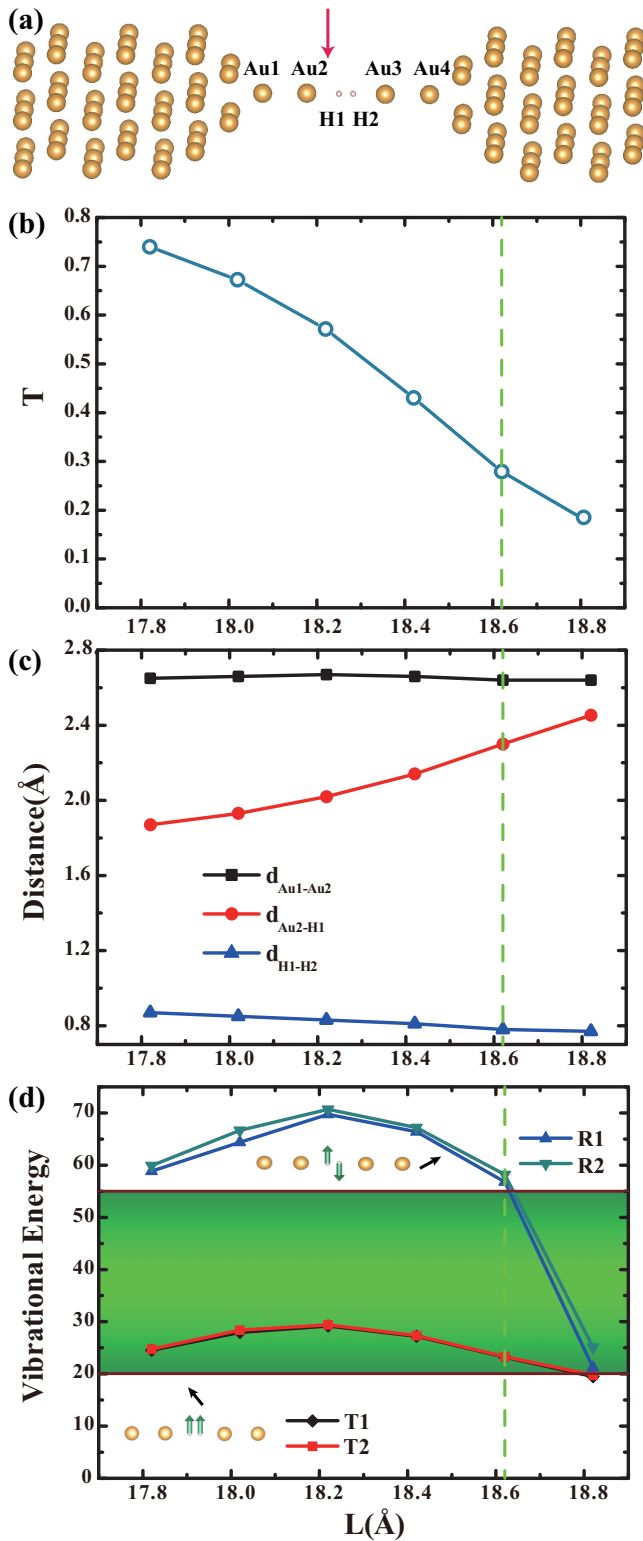 (a)
Au1 Au2 Au3 Au4
H1 H2
(b)
0.8
0.7
0.6
0.5
0.4
0.3
0.2
0.1
0.0
T
17.8 18.0 18.2 18.4 18.6 18.8
(c)
2.8
2.4
2.0
1.6
1.2
0.8
Distance(Å)
d Au1-Au2
d Au2-H1
d H1-H2
17.8 18.0 18.2 18.4 18.6 18.8
(d)
70
60
50
40
30
20
10
0
Vibrational Energy
R1
R2
T1
T2
17.8 18.0 18.2 18.4 18.6 18.8
L(Å)